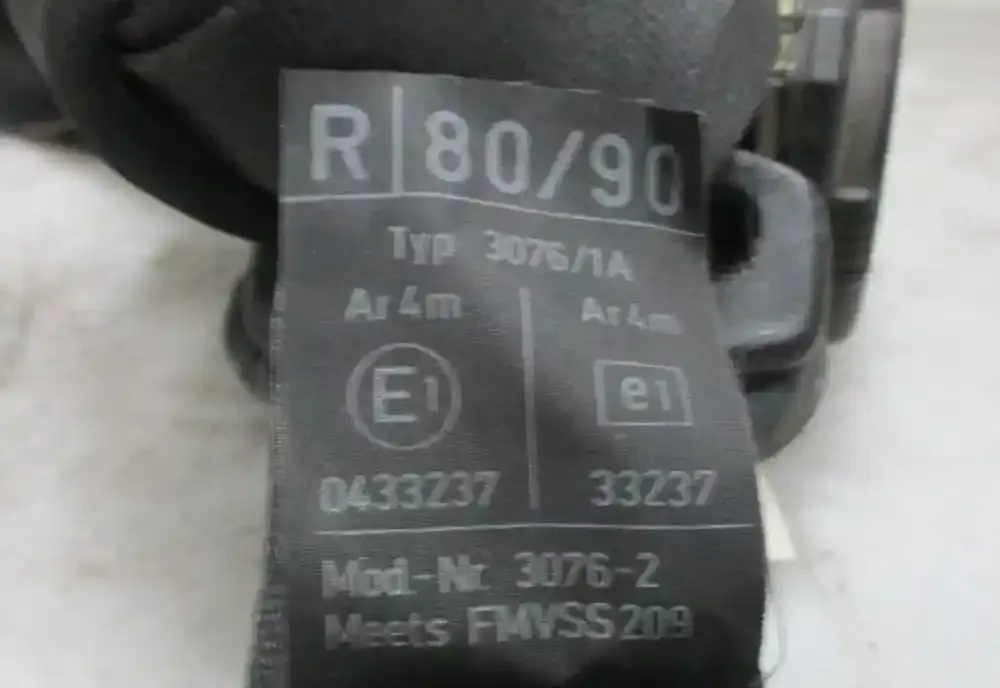 R 80/90
Typ 3076/1A
Ar 4m Ar 4m
E1 e1
0433237 33237
Mod.-Nr. 3076-2
Meets FMVSS 209